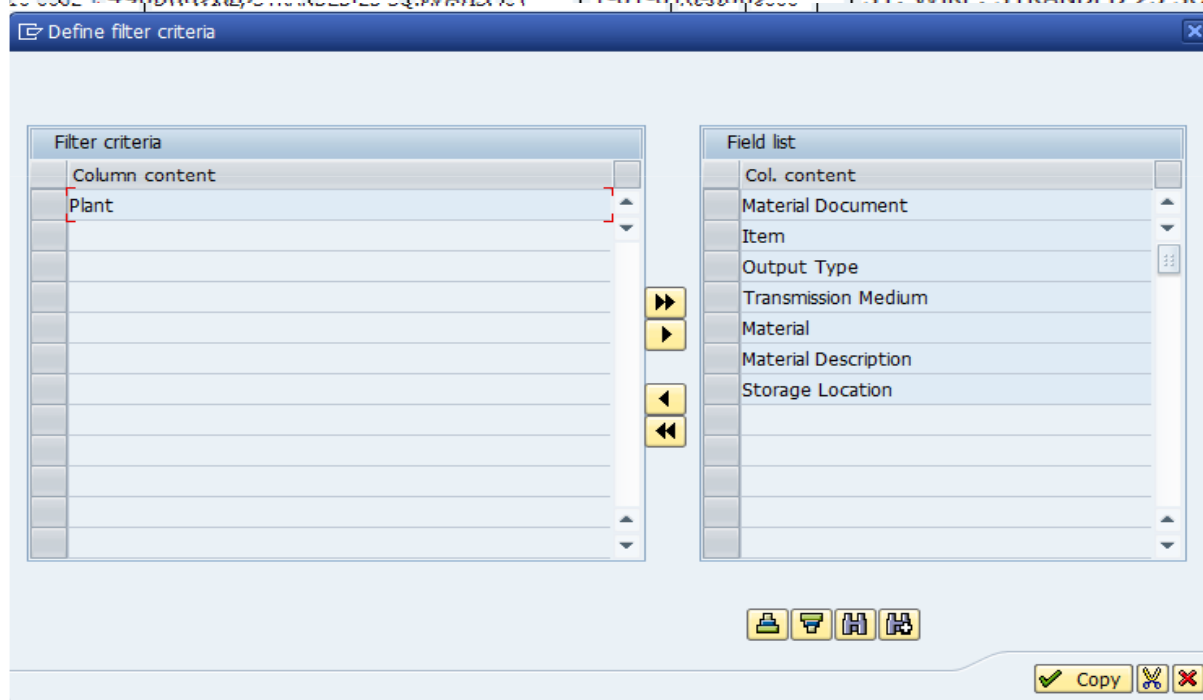 Define filter criteria
Filter criteria
Column content
Plant
Field list
Col. content
Material Document
Item
Output Type
Transmission Medium
Material
Material Description
Storage Location
Copy